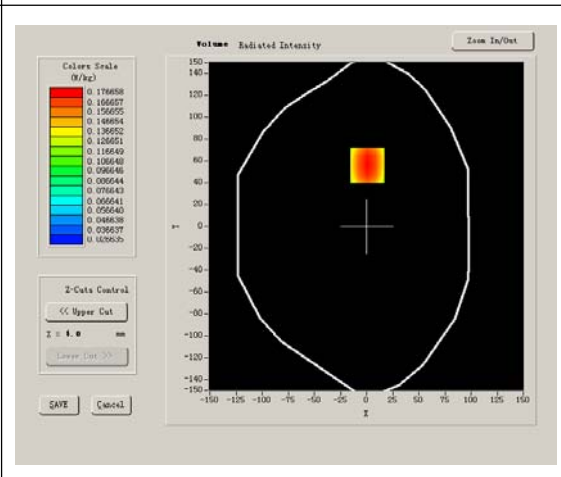 Volume Radiated Intensity
Zoom In/Out
Colors Scale
(W/kg)
0.176658
0.166657
0.156655
0.146654
0.136652
0.126651
0.116649
0.106648
0.096646
0.086644
0.076643
0.066641
0.056640
0.046638
0.036637
0.026635
Z-Cuts Control
<< Upper Cut
Z = 4.0 mm
Lower Cut >>
SAVE
Cancel
150
140
120
100
80
60
40
20
Y
0
-20
-40
-60
-80
-100
-120
-140
-150
-150 -125 -100 -75 -50 -25 0 25 50 75 100 125 150
X